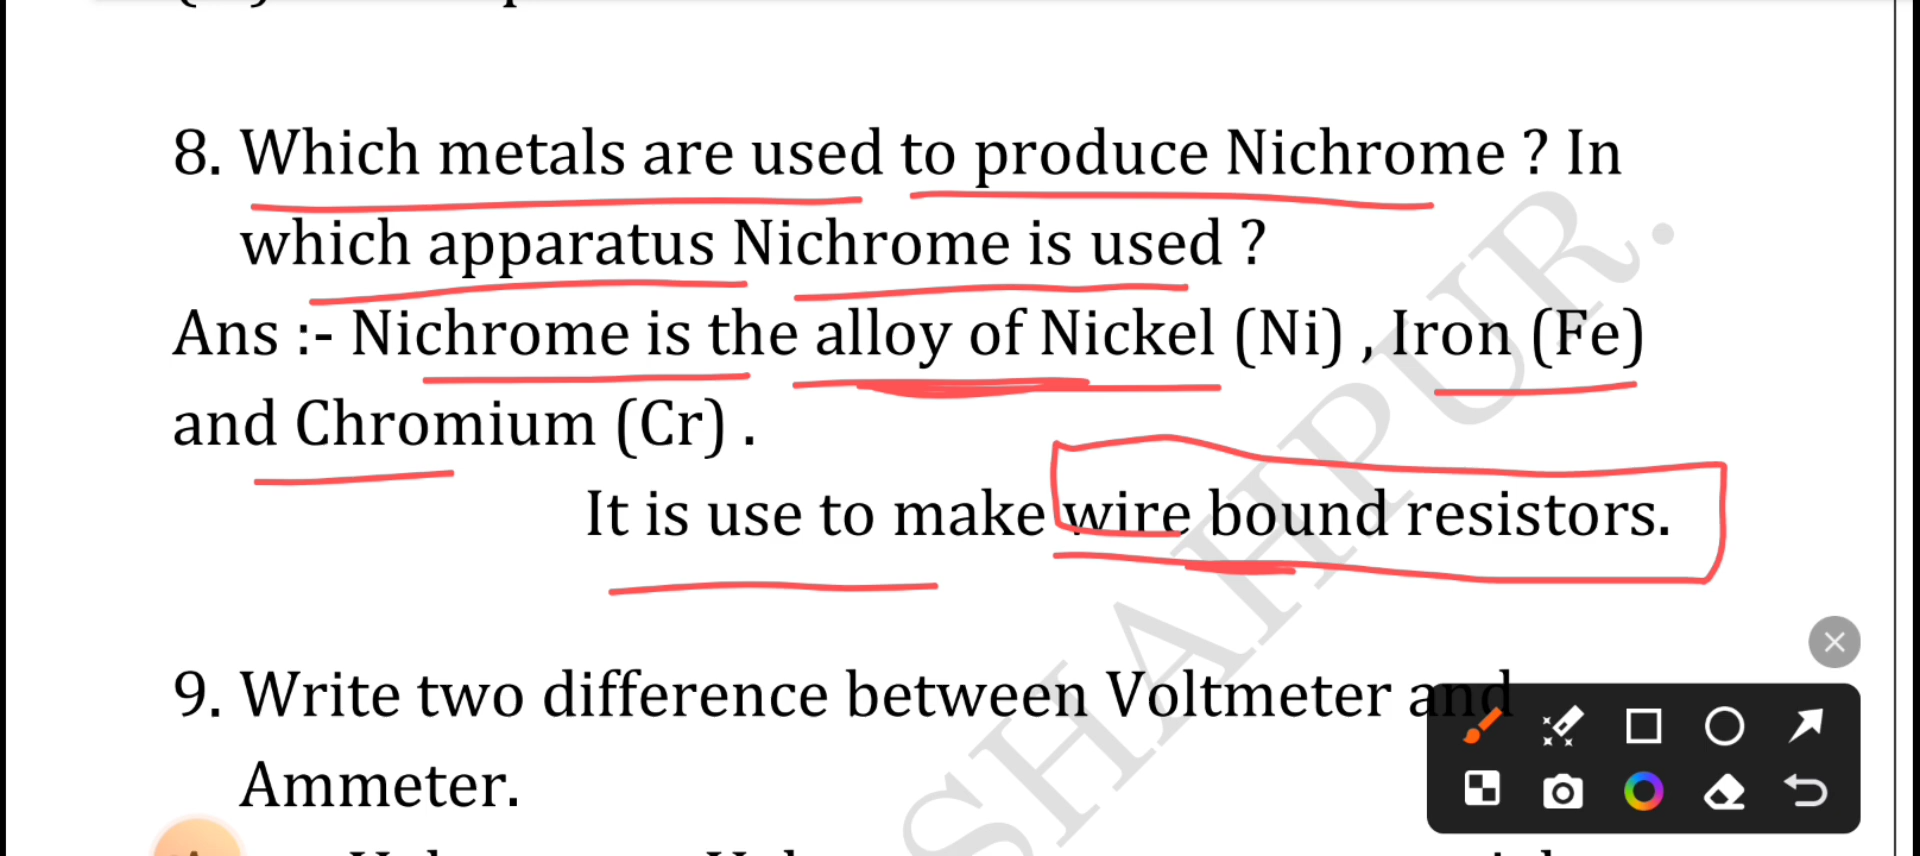 8. Which metals are used to produce Nichrome ? In
which apparatus Nichrome is used ?
Ans :- Nichrome is the alloy of Nickel (Ni) , Iron (Fe)
and Chromium (Cr) .
It is use to make wire bound resistors.
9. Write two difference between Voltmeter and
Ammeter.
SHAHPUR.